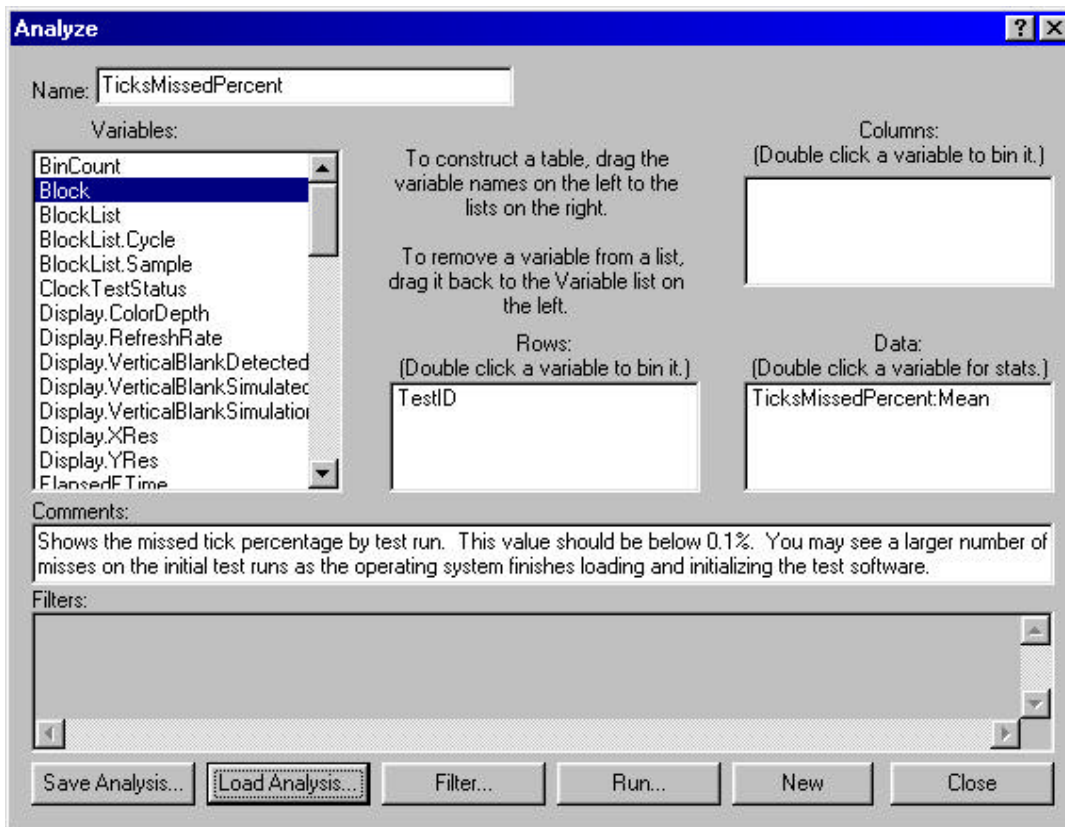 Analyze
Name: TicksMissedPercent
Variables:
BinCount
Block
BlockList
BlockList.Cycle
BlockList.Sample
ClockTestStatus
Display.ColorDepth
Display.RefreshRate
Display.VerticalBlankDetected
Display.VerticalBlankSimulated
Display.VerticalBlankSimulation
Display.XRes
Display.YRes
ElapsedETime
To construct a table, drag the
variable names on the left to the
lists on the right.
To remove a variable from a list,
drag it back to the Variable list on
the left.
Columns:
(Double click a variable to bin it.)
Rows:
(Double click a variable to bin it.)
TestID
Data:
(Double click a variable for stats.)
TicksMissedPercent:Mean
Comments:
Shows the missed tick percentage by test run.  This value should be below 0.1%.  You may see a larger number of
misses on the initial test runs as the operating system finishes loading and initializing the test software.
Filters:
Save Analysis...
Load Analysis...
Filter...
Run...
New
Close